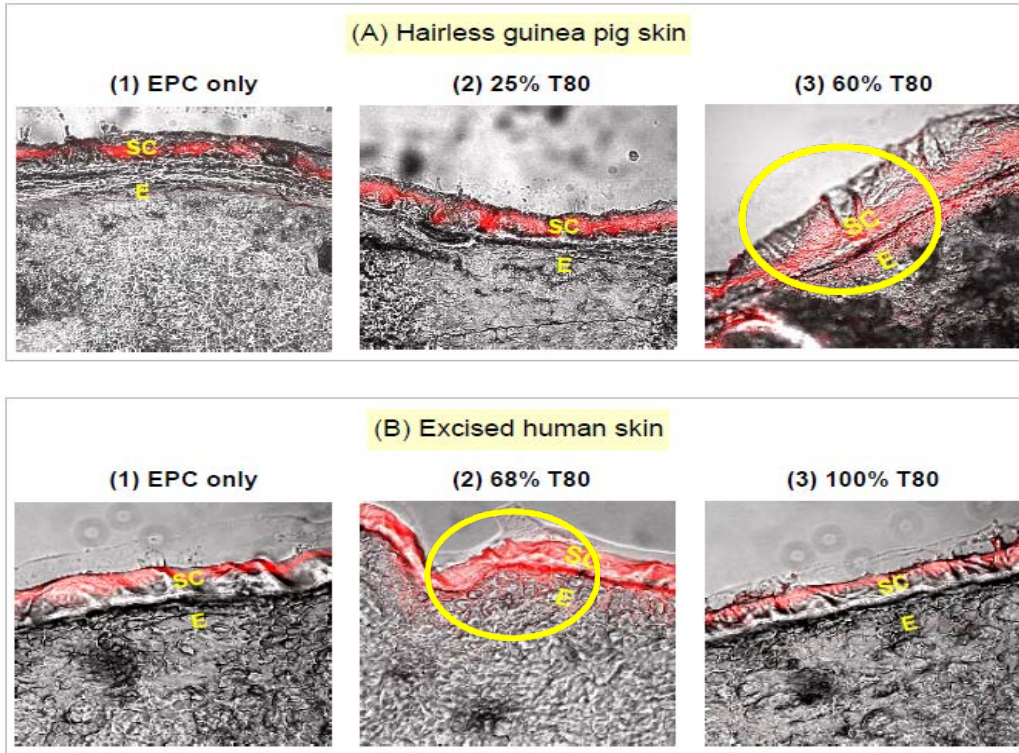 (A) Hairless guinea pig skin
(1) EPC only (2) 25% T80 (3) 60% T80
SC SC SC
E E E
(B) Excised human skin
(1) EPC only (2) 68% T80 (3) 100% T80
SC SC SC
E E E